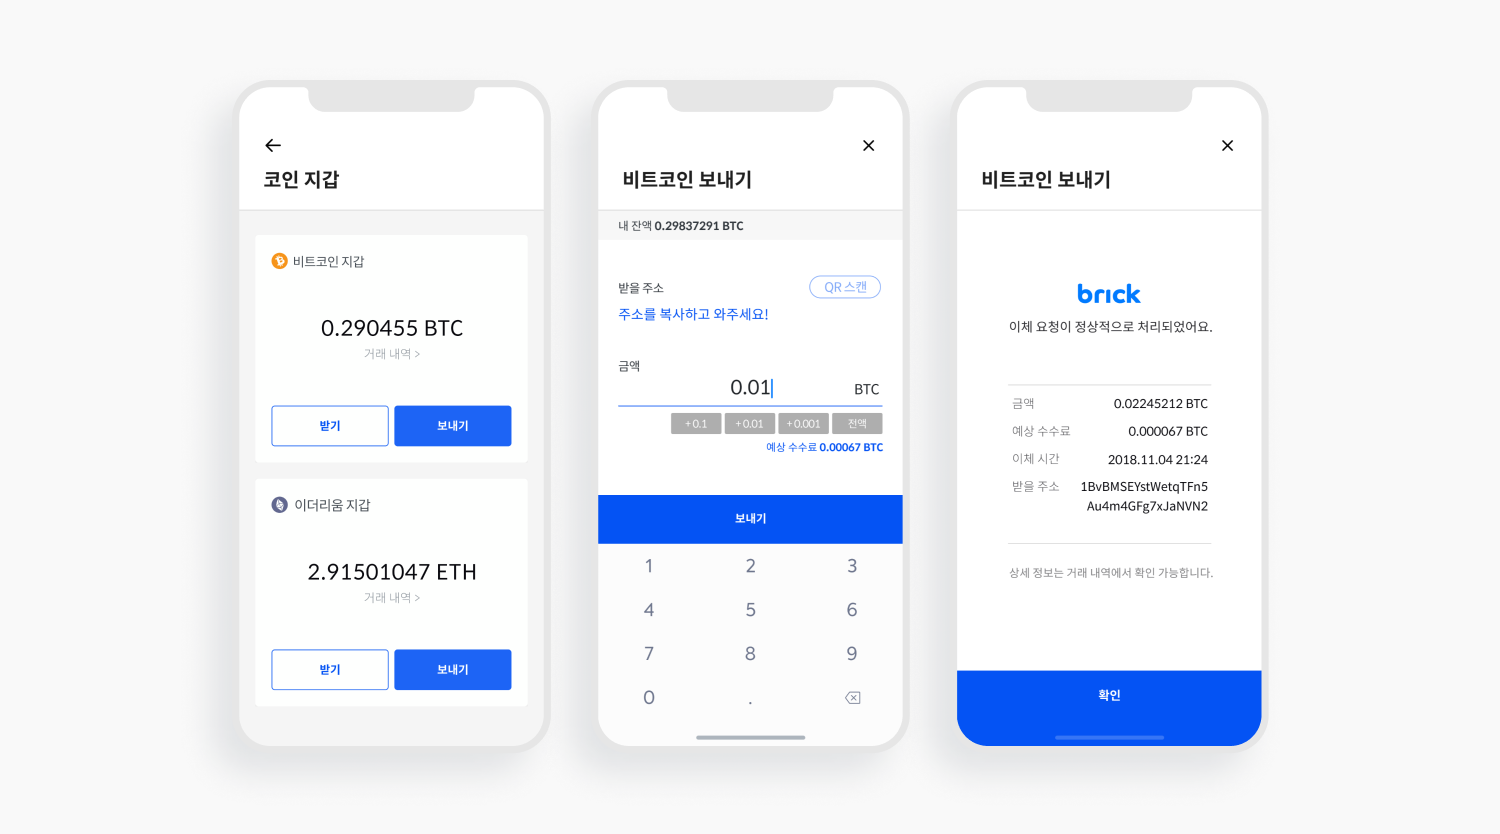 코인 지갑
비트코인 지갑
0.290455 BTC
거래 내역 >
받기
보내기
이더리움 지갑
2.91501047 ETH
거래 내역 >
받기
보내기
비트코인 보내기
내 잔액 0.29837291 BTC
받을 주소
QR 스캔
주소를 복사하고 와주세요!
금액
0.01
BTC
+0.1
+0.01
+0.001
전액
예상 수수료 0.00067 BTC
보내기
1 2 3
4 5 6
7 8 9
0 .
비트코인 보내기
brick
이체 요청이 정상적으로 처리되었어요.
금액 0.02245212 BTC
예상 수수료 0.000067 BTC
이체 시간 2018.11.04 21:24
받을 주소 1BvBMSEYstWetqTFn5
Au4m4GFg7xJaNVN2
상세 정보는 거래 내역에서 확인 가능합니다.
확인